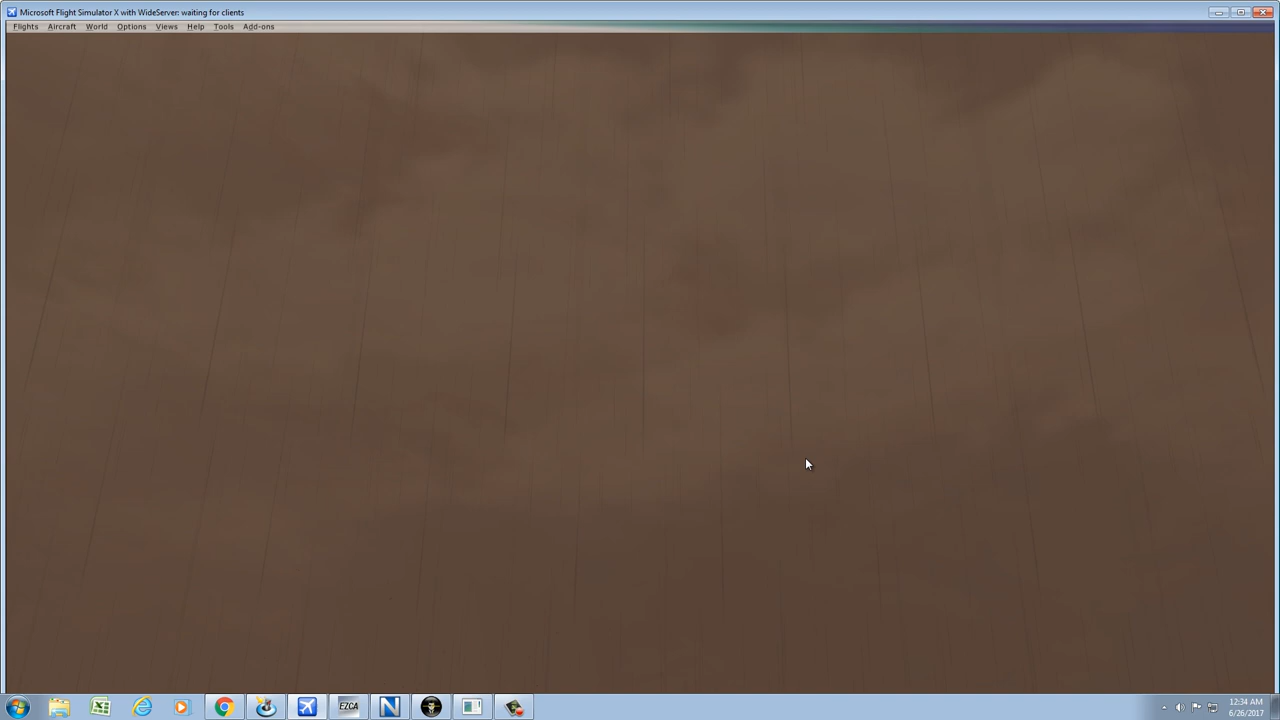 Microsoft Flight Simulator X with WideServer: waiting for clients
Flights Aircraft World Options Views Help Tools Add-ons
EZCA
12:34 AM
6/26/2017